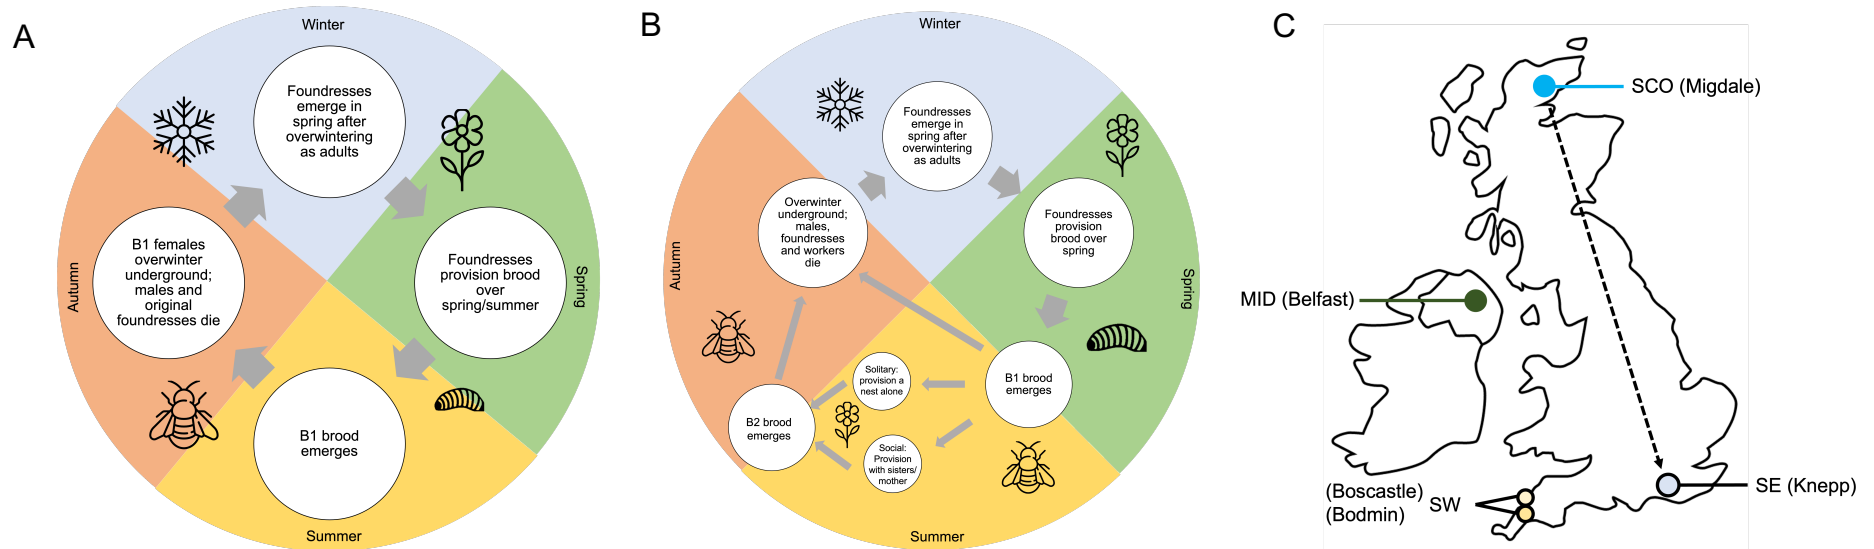 A
Winter
Foundresses
emerge in
spring after
overwintering
as adults
Spring
Foundresses
provision brood
over
spring/summer
Summer
B1 brood
emerges
Autumn
B1 females
overwinter
underground;
males and
original
foundresses die
B
Winter
Foundresses
emerge in
spring after
overwintering
as adults
Spring
Foundresses
provision
brood over
spring
B1 brood
emerges
Solitary:
provision a
nest alone
Social:
Provision
with sisters/
mother
Summer
B2 brood
emerges
Autumn
Overwinter
underground;
males,
foundresses
and workers
die
C
SCO (Migdale)
MID (Belfast)
(Boscastle)
(Bodmin)
SW
SE (Knepp)